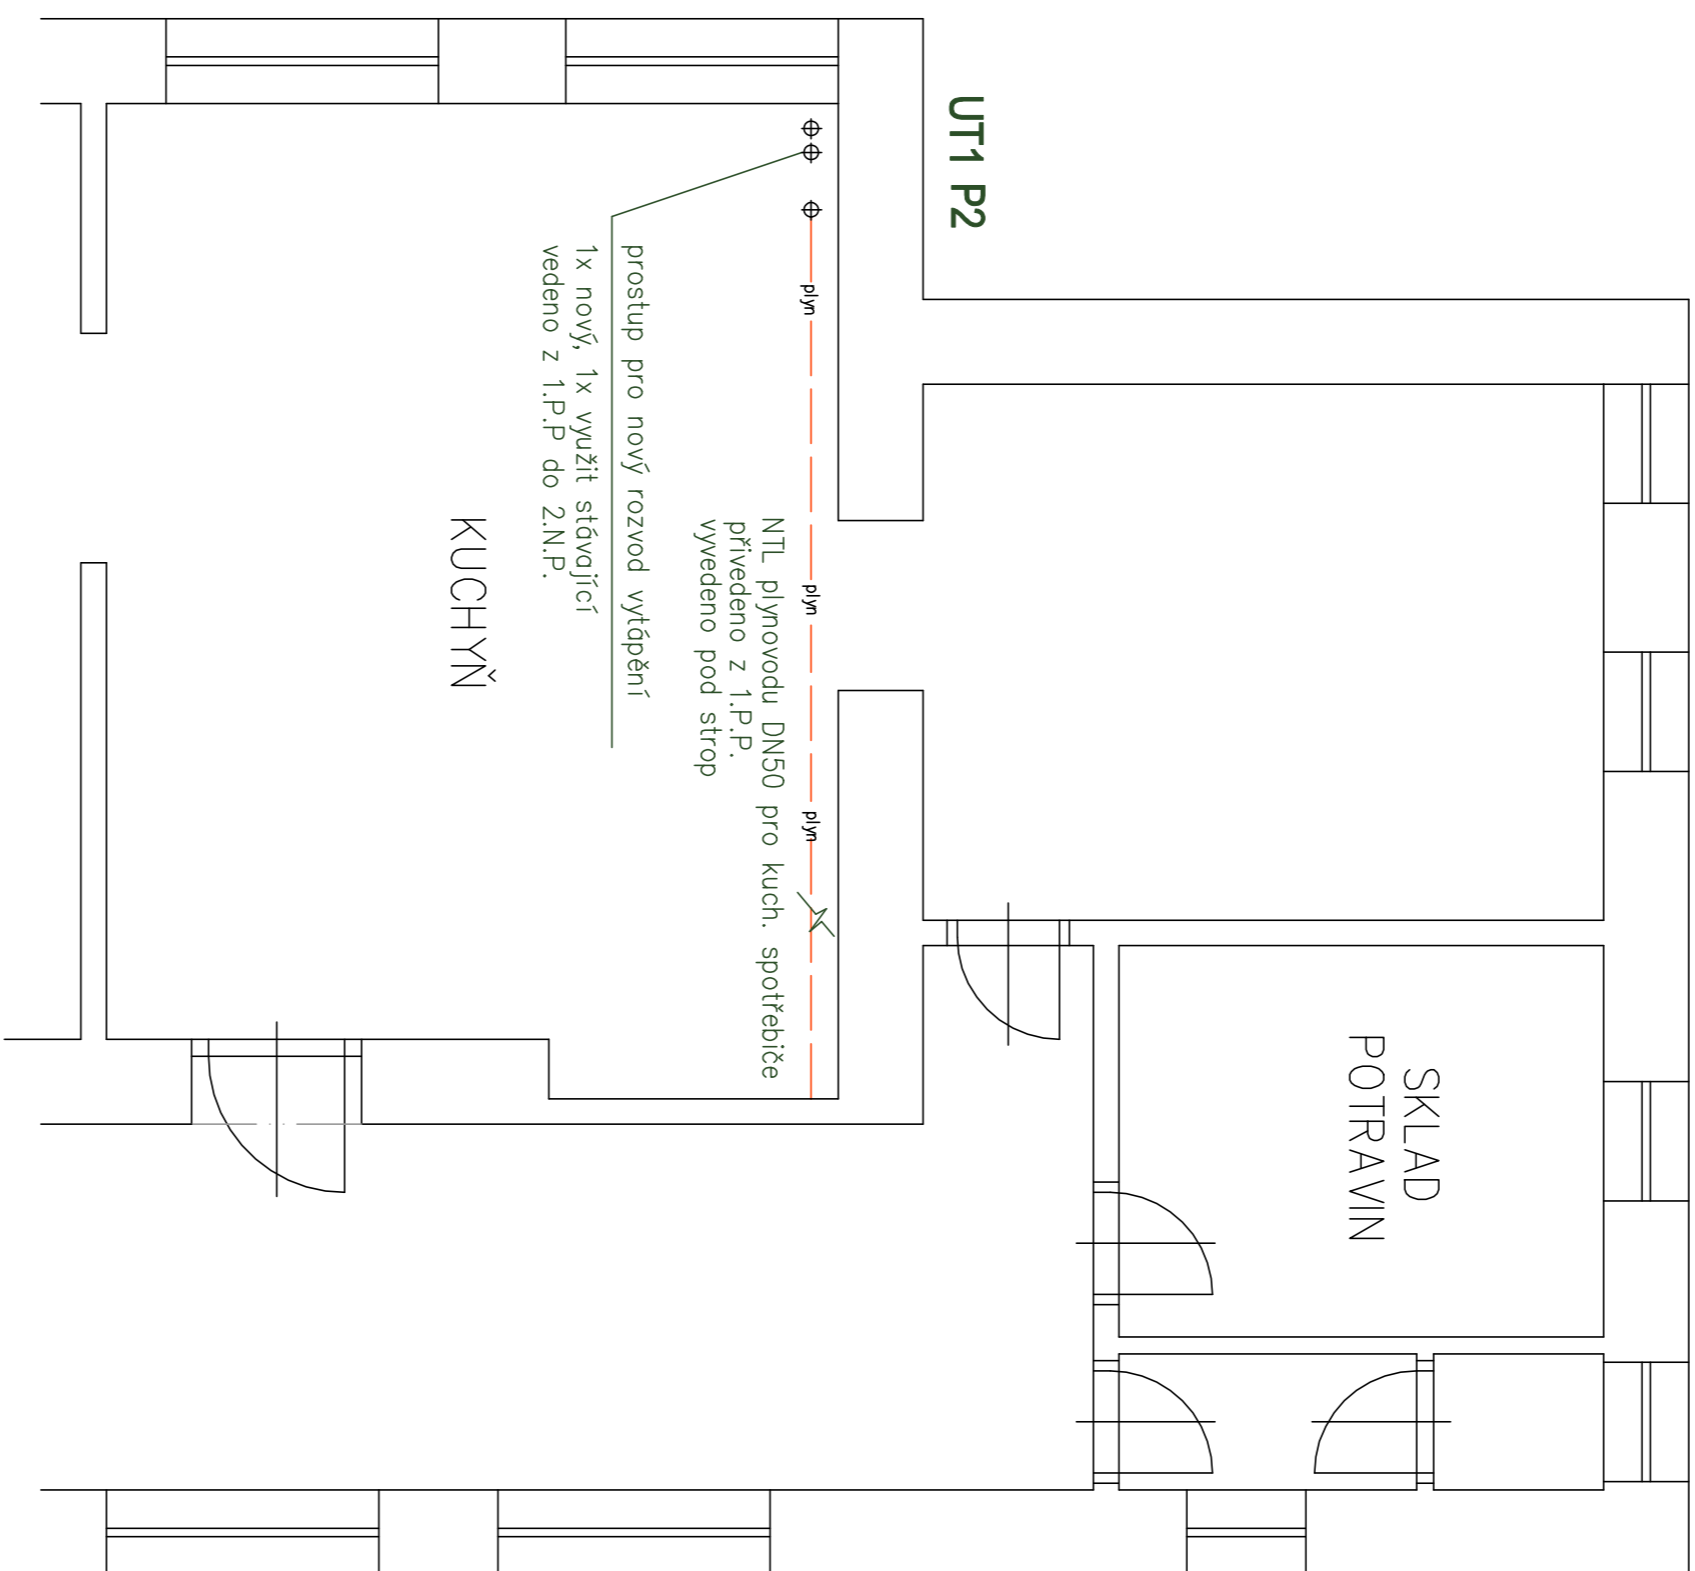 UT1 P2
plyn
plyn
plyn
NTL plynovodu DN50 pro kuch. spotřebiče
přivedeno z 1.P.P.
vyvedeno pod strop
prostup pro nový rozvod vytápění
1x nový, 1x využit stávající
vedeno z 1.P.P do 2.N.P.
KUCHYŇ
SKLAD
POTRAVIN